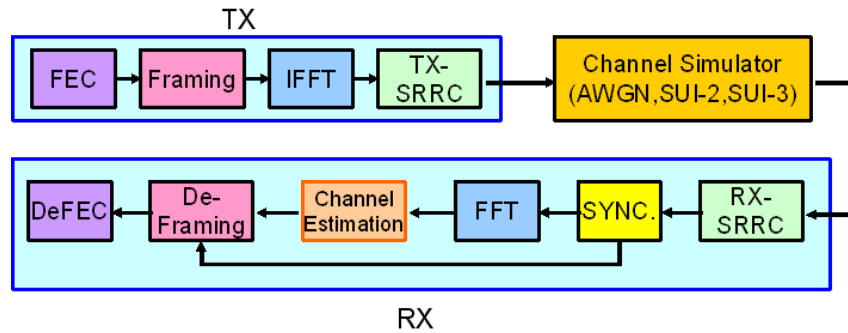 TX
FEC
Framing
IFFT
TX-
SRRC
Channel Simulator
(AWGN,SUI-2,SUI-3)
DeFEC
De-
Framing
Channel
Estimation
FFT
SYNC.
RX-
SRRC
RX